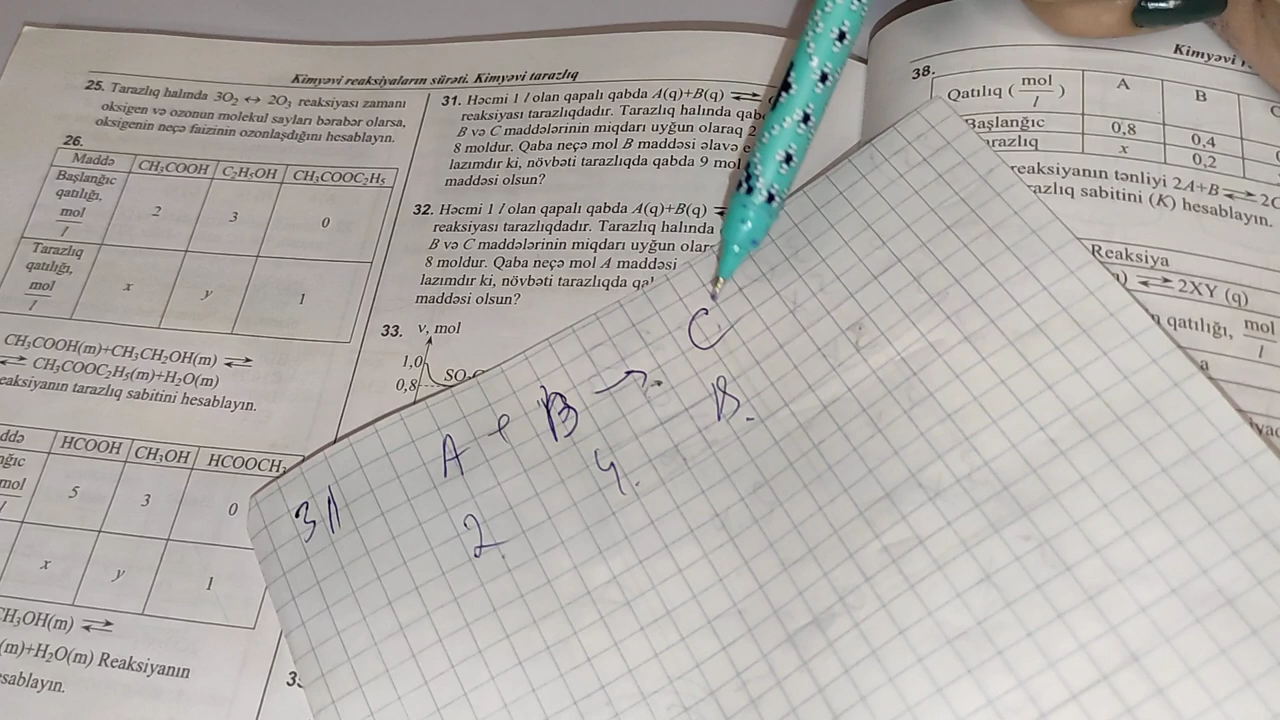 Kimyəvi reaksiyaların sürəti. Kimyəvi tarazlıq
25. Tarazlıq halında 3O₂ ↔ 2O₃ reaksiyası zamanı
oksigen və ozonun molekul sayları bərabər olarsa,
oksigenin neçə faizinin ozonlaşdığını hesablayın.
26.
Maddə CH₃COOH C₂H₅OH CH₃COOC₂H₅
Başlanğıc
qatılığı,
mol
l
2 3 0
Tarazlıq
qatılığı,
mol
l
x y 1
CH₃COOH(m)+CH₃CH₂OH(m) ⇄
⇄ CH₃COOC₂H₅(m)+H₂O(m)
eaksiyanın tarazlıq sabitini hesablayın.
HCOOH CH₃OH HCOOCH₃
mol
5 3 0
x y 1
CH₃OH(m) ⇄
(m)+H₂O(m) Reaksiyanın
31. Həcmi 1 l olan qapalı qabda A(q)+B(q) ⇄
reaksiyası tarazlıqdadır. Tarazlıq halında
B və C maddələrinin miqdarı uyğun olaraq 2
8 moldur. Qaba neçə mol B maddəsi əlavə
lazımdır ki, növbəti tarazlıqda qabda 9 mol
maddəsi olsun?
32. Həcmi 1 l olan qapalı qabda A(q)+B(q)
reaksiyası tarazlıqdadır. Tarazlıq halında
B və C maddələrinin miqdarı uyğun
8 moldur. Qaba neçə mol A maddəsi
lazımdır ki, növbəti tarazlıqda
maddəsi olsun?
33. v, mol
1,0
0,8
38.
Qatılıq (mol/l) A B
Başlanğıc 0,8 0,4
x 0,2
reaksiyanın tənliyi 2A+B ⇄ 2C
sabitini (K) hesablayın.
Reaksiya
⇄ 2XY (q)
qatılığı, mol
l
a
31 A + B → C
2. 4. 8.